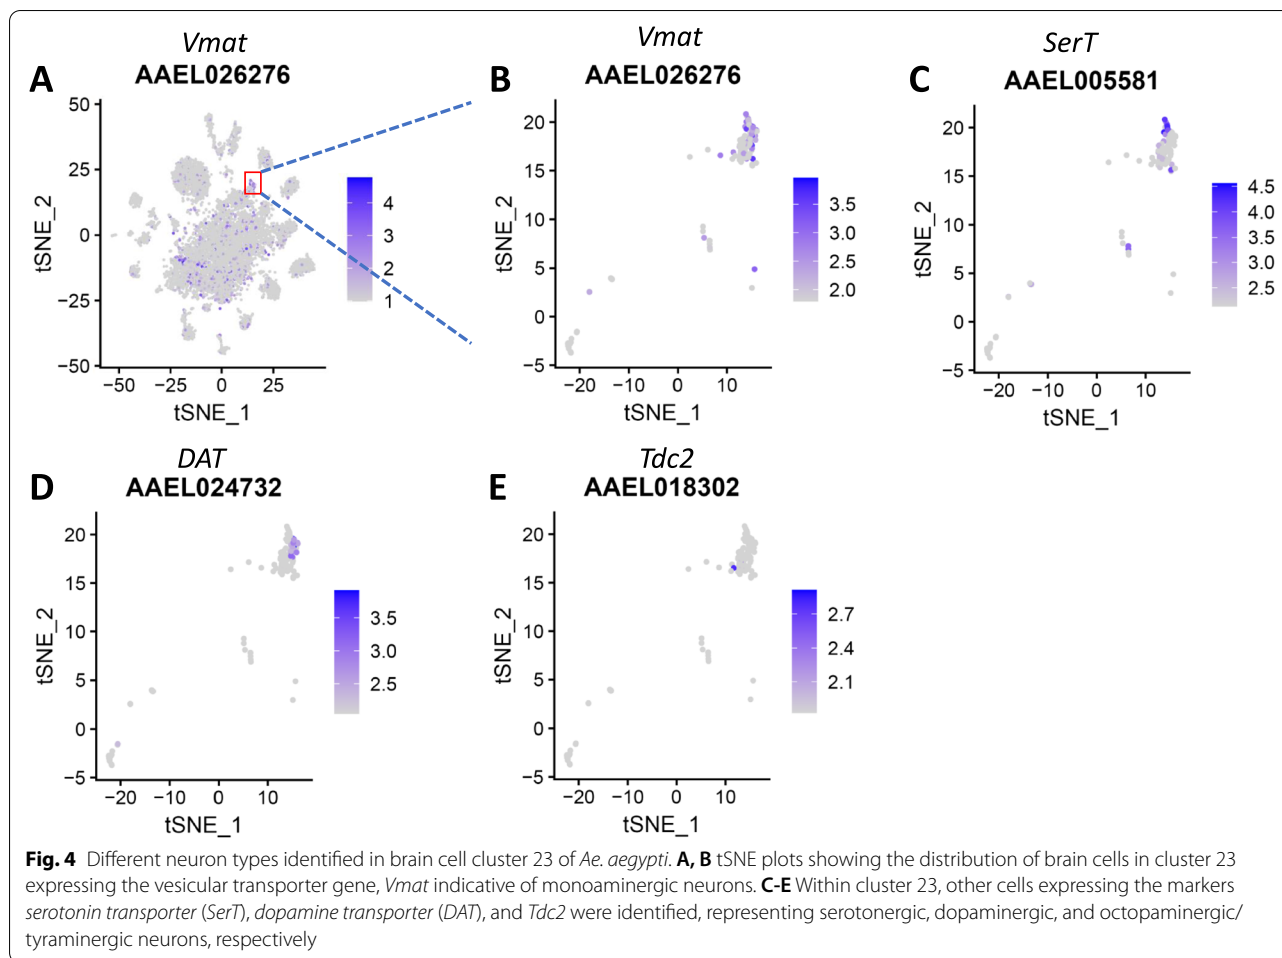 Vmat
AAEL026276
A
50
25
0
−25
−50
tSNE_2
−50 −25 0 25
tSNE_1
4
3
2
1
Vmat
AAEL026276
B
20
15
10
5
0
−5
tSNE_2
−20 −10 0 10
tSNE_1
3.5
3.0
2.5
2.0
SerT
AAEL005581
C
20
15
10
5
0
−5
tSNE_2
−20 −10 0 10
tSNE_1
4.5
4.0
3.5
3.0
2.5
DAT
AAEL024732
D
20
15
10
5
0
−5
tSNE_2
−20 −10 0 10
tSNE_1
3.5
3.0
2.5
Tdc2
AAEL018302
E
20
15
10
5
0
−5
tSNE_2
−20 −10 0 10
tSNE_1
2.7
2.4
2.1
Fig. 4 Different neuron types identified in brain cell cluster 23 of Ae. aegypti. A, B tSNE plots showing the distribution of brain cells in cluster 23
expressing the vesicular transporter gene, Vmat indicative of monoaminergic neurons. C-E Within cluster 23, other cells expressing the markers
serotonin transporter (SerT), dopamine transporter (DAT), and Tdc2 were identified, representing serotonergic, dopaminergic, and octopaminergic/
tyraminergic neurons, respectively